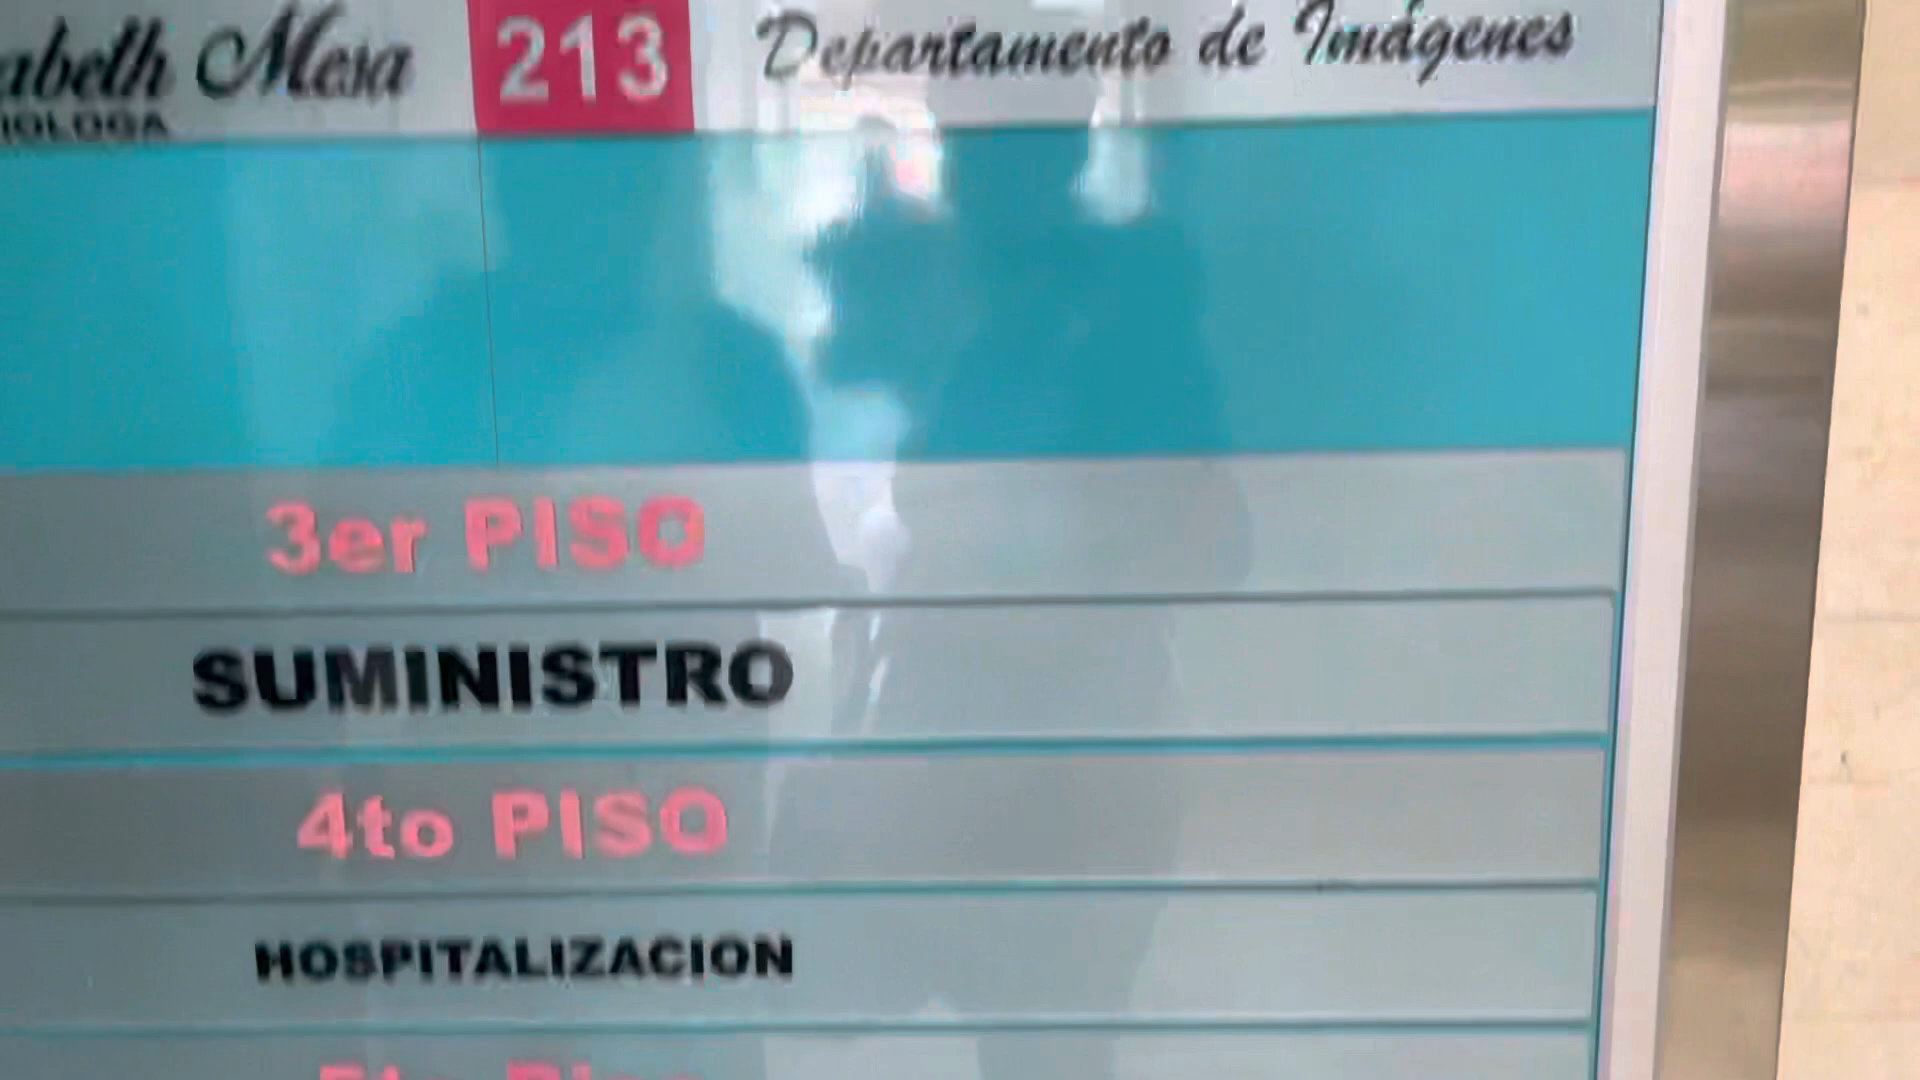 Mesa 213 Departamento de Imágenes
3er PISO
SUMINISTRO
4to PISO
HOSPITALIZACION